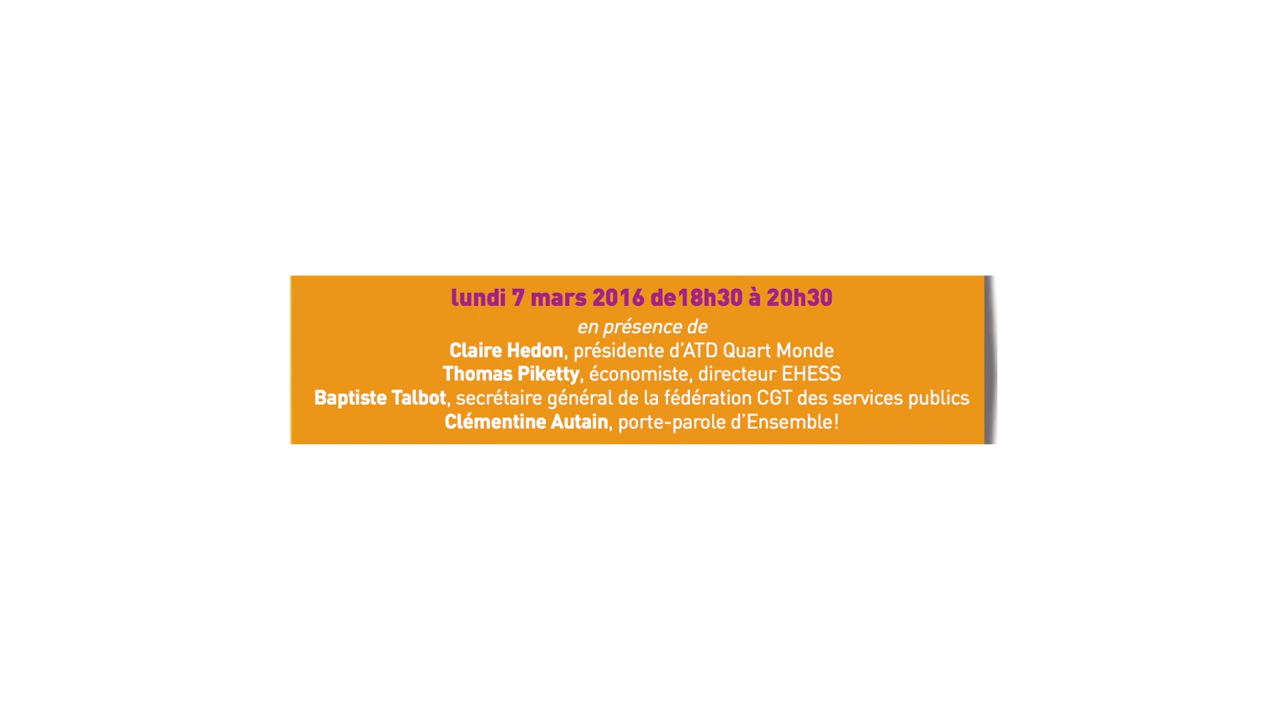 lundi 7 mars 2016 de18h30 à 20h30
en présence de
Claire Hedon, présidente d'ATD Quart Monde
Thomas Piketty, économiste, directeur EHESS
Baptiste Talbot, secrétaire général de la fédération CGT des services publics
Clémentine Autain, porte-parole d'Ensemble!